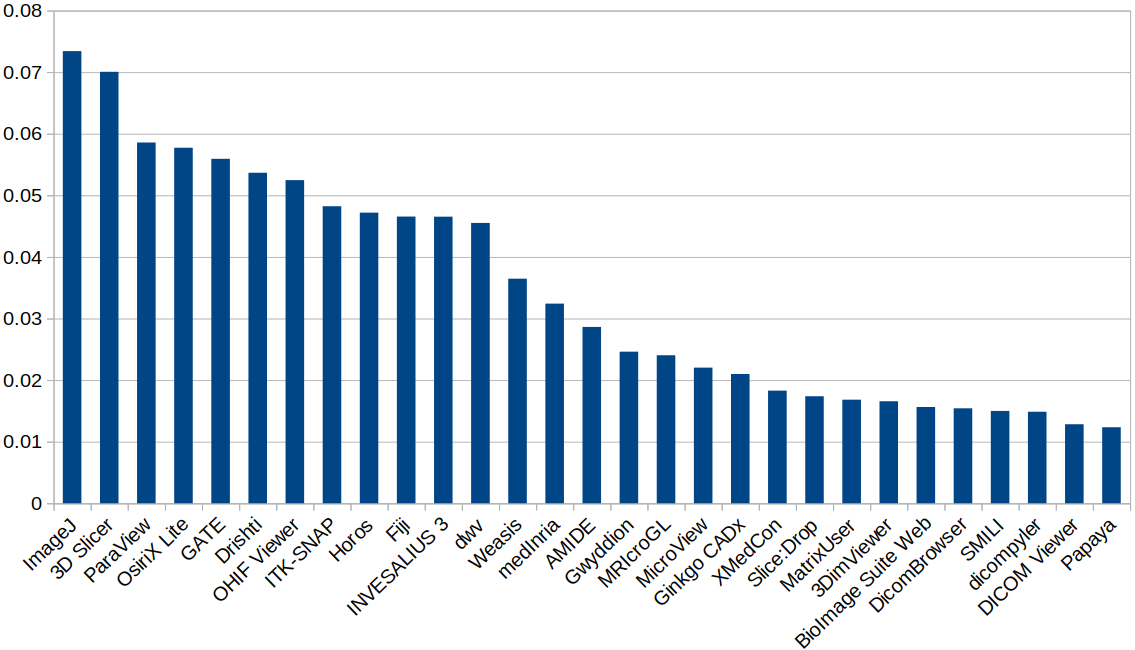 0.08
0.07
0.06
0.05
0.04
0.03
0.02
0.01
0
ImageJ
3D Slicer
ParaView
OsiriX Lite
GATE
Drishti
OHIF Viewer
ITK-SNAP
Horos
Fiji
INVESALIUS 3
dwv
Weasis
medInria
AMIDE
Gwyddion
MRIcroGL
MicroView
Ginkgo CADx
XMedCon
Slice:Drop
MatrixUser
3DimViewer
BioImage Suite Web
DicomBrowser
SMILI
dicompyler
DICOM Viewer
Papaya